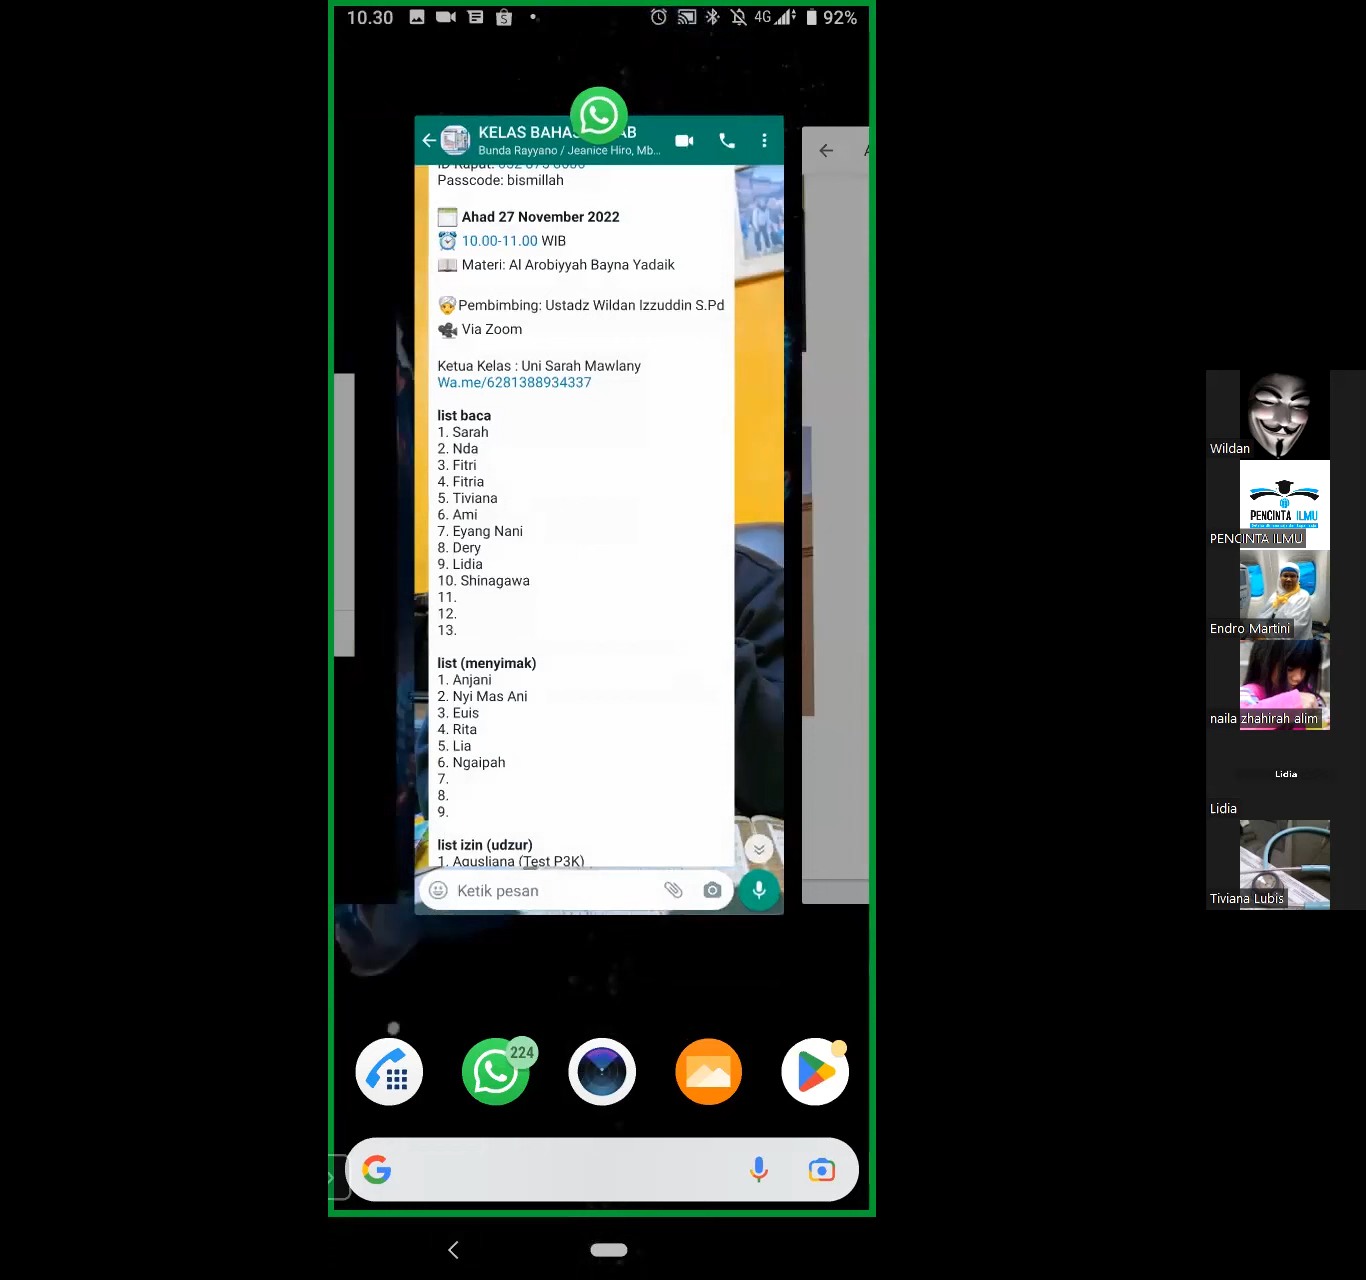 10.30
4G
92%
KELAS BAHAS AB
Bunda Rayyano / Jeanice Hiro, Mb...
Passcode: bismillah
Ahad 27 November 2022
10.00-11.00 WIB
Materi: Al Arobiyyah Bayna Yadaik
Pembimbing: Ustadz Wildan Izzuddin S.Pd
Via Zoom
Ketua Kelas : Uni Sarah Mawlany
Wa.me/6281388934337
list baca
1. Sarah
2. Nda
3. Fitri
4. Fitria
5. Tiviana
6. Ami
7. Eyang Nani
8. Dery
9. Lidia
10. Shinagawa
11.
12.
13.
list (menyimak)
1. Anjani
2. Nyi Mas Ani
3. Euis
4. Rita
5. Lia
6. Ngaipah
7.
8.
9.
list izin (udzur)
1. Agusliana (Test P3K)
Ketik pesan
224
Wildan
PENCINTA ILMU
PENCINTA ILMU
Endro Martini
naila zhahirah alim
Lidia
Lidia
Tiviana Lubis